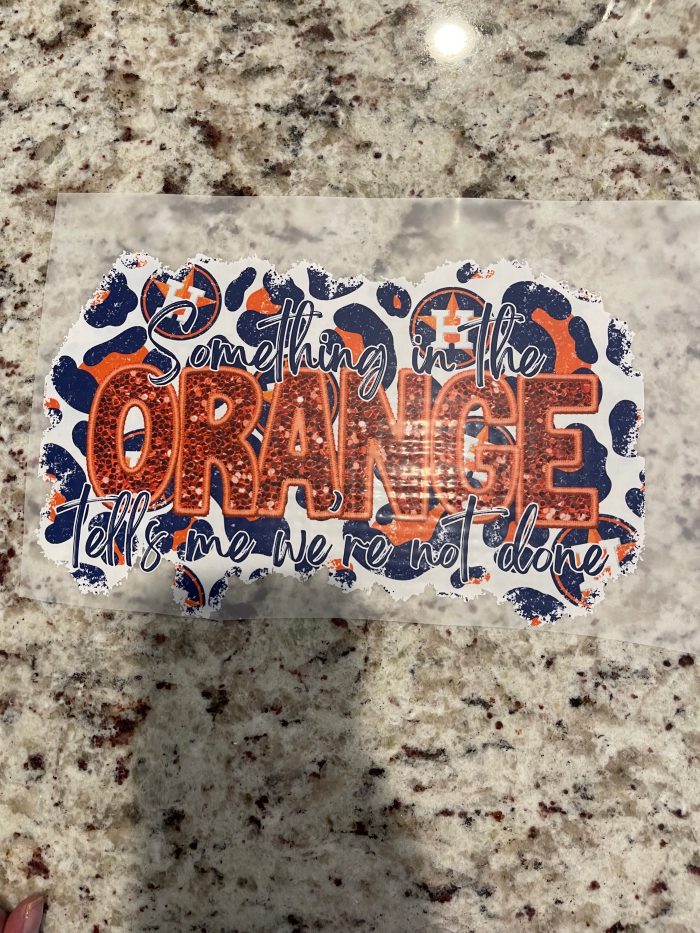 H
H
Something in the
ORANGE
tells me we're not done